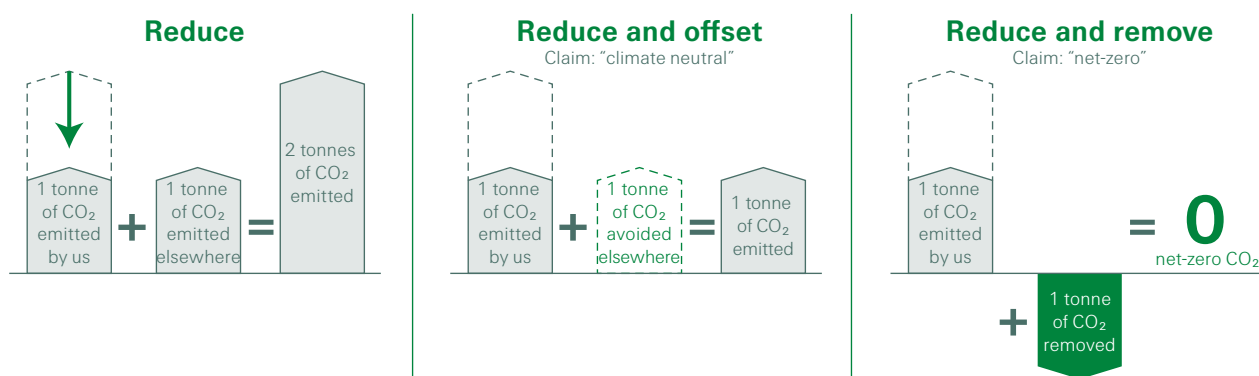 Reduce
1 tonne
of CO₂
emitted
by us
+
1 tonne
of CO₂
emitted
elsewhere
=
2 tonnes
of CO₂
emitted
Reduce and offset
Claim: “climate neutral”
1 tonne
of CO₂
emitted
by us
+
1 tonne
of CO₂
avoided
elsewhere
=
1 tonne
of CO₂
emitted
Reduce and remove
Claim: “net-zero”
1 tonne
of CO₂
emitted
by us
+
1 tonne
of CO₂
removed
=
0
net-zero CO₂